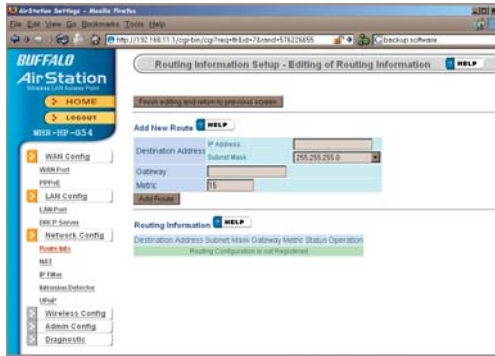 AirStation Settings - Mozilla Firefox
File Edit View Go Bookmarks Tools Help
backup software
BUFFALO
AirStation
Wireless LAN Access Point
HOME
LOGOUT
WHR-HP-G54
WAN Config
WAN Port
PPPoE
LAN Config
LAN Port
DHCP Server
Network Config
Route Info
NAT
IP Filter
Intrusion Detector
UPnP
Wireless Config
Admin Config
Diagnostic
Routing Information Setup - Editing of Routing Information HELP
Finish editing and return to previous screen
Add New Route HELP
Destination Address
IP Address
Subnet Mask 255.255.255.0
Gateway
Metric 15
Add Route
Routing Information HELP
Destination Address Subnet Mask Gateway Metric Status Operation
Routing Configuration is not Registered